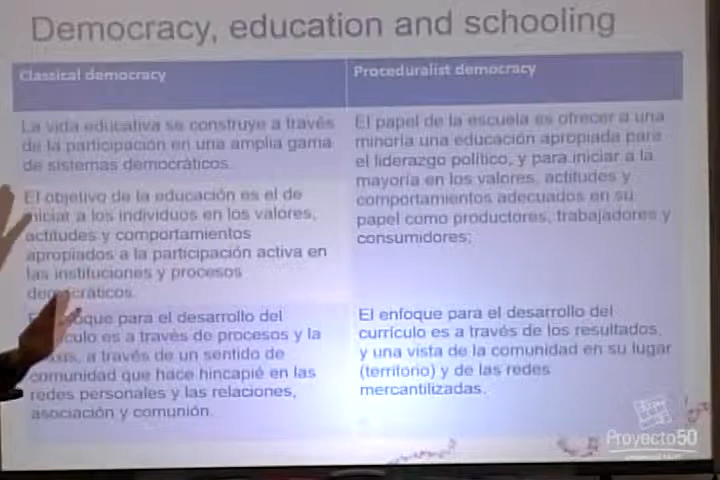 Democracy, education and schooling
Classical democracy
Proceduralist democracy
La vida educativa se construye a través
de la participación en una amplia gama
de sistemas democráticos.
El papel de la escuela es ofrecer a una
minoría una educación apropiada para
el liderazgo político, y para iniciar a la
mayoría en los valores, actitudes y
comportamientos adecuados en su
papel como productores, trabajadores y
consumidores;
El objetivo de la educación es el de
iniciar a los individuos en los valores,
actitudes y comportamientos
apropiados a la participación activa en
las instituciones y procesos
democráticos.
para el desarrollo del
es a través de procesos y la
a través de un sentido de
comunidad que hace hincapié en las
redes personales y las relaciones,
asociación y comunión.
El enfoque para el desarrollo del
currículo es a través de los resultados,
y una vista de la comunidad en su lugar
(territorio) y de las redes
mercantilizadas.
Proyecto50